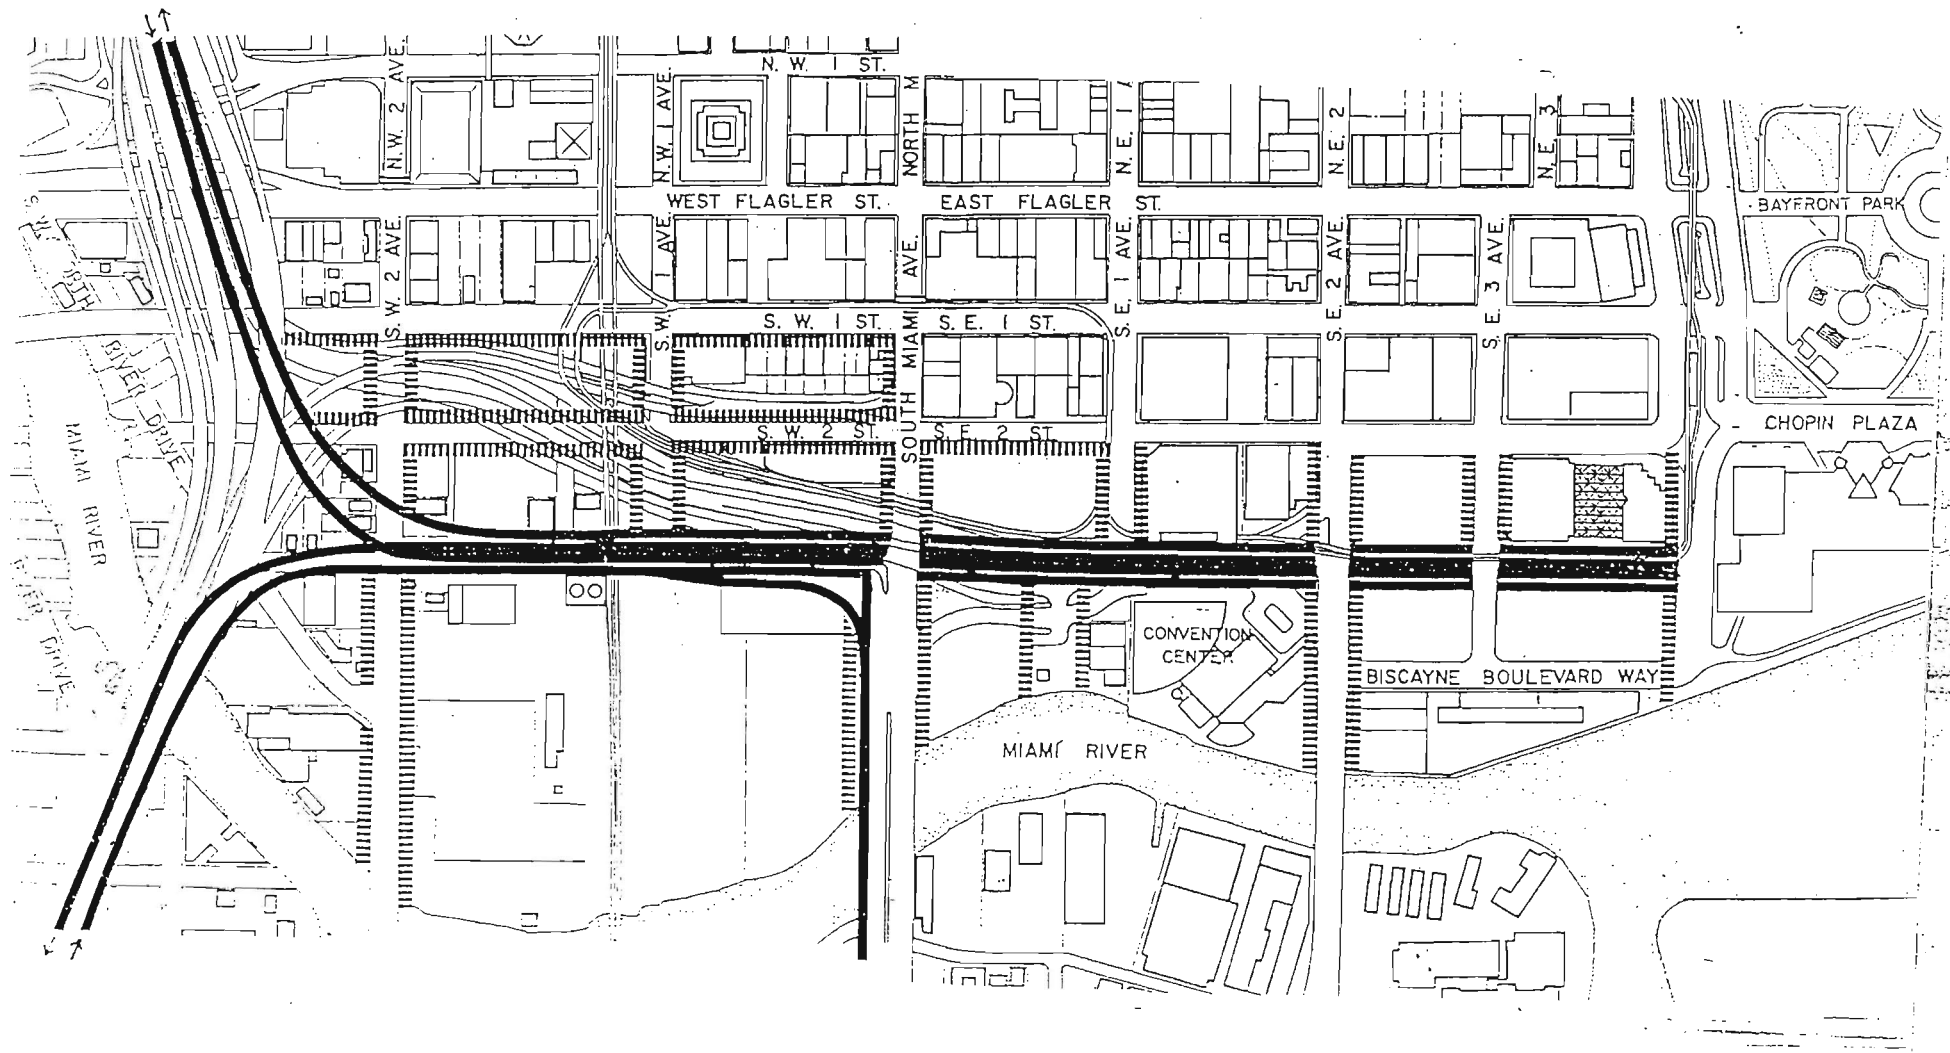 N. W. 1 ST.
N.W. 2 AVE.
N.W. 1 AVE.
NORTH M
N. E. 1 A
N. E. 2
N. E. 3
WEST FLAGLER ST.
EAST FLAGLER ST.
BAYFRONT PARK
S.W. 2 AVE.
S.W. 1 AVE.
SOUTH MIAMI AVE.
S.E. 1 AVE.
S.E. 2 AVE.
S.E. 3 AVE
S. W. 1 ST.
S. E. 1 ST.
RIVER DRIVE
MIAMI RIVER
S. W. 2 ST.
S. E. 2 ST.
CHOPIN PLAZA
DRIVE
CONVENTION
CENTER
BISCAYNE BOULEVARD WAY
MIAMI RIVER